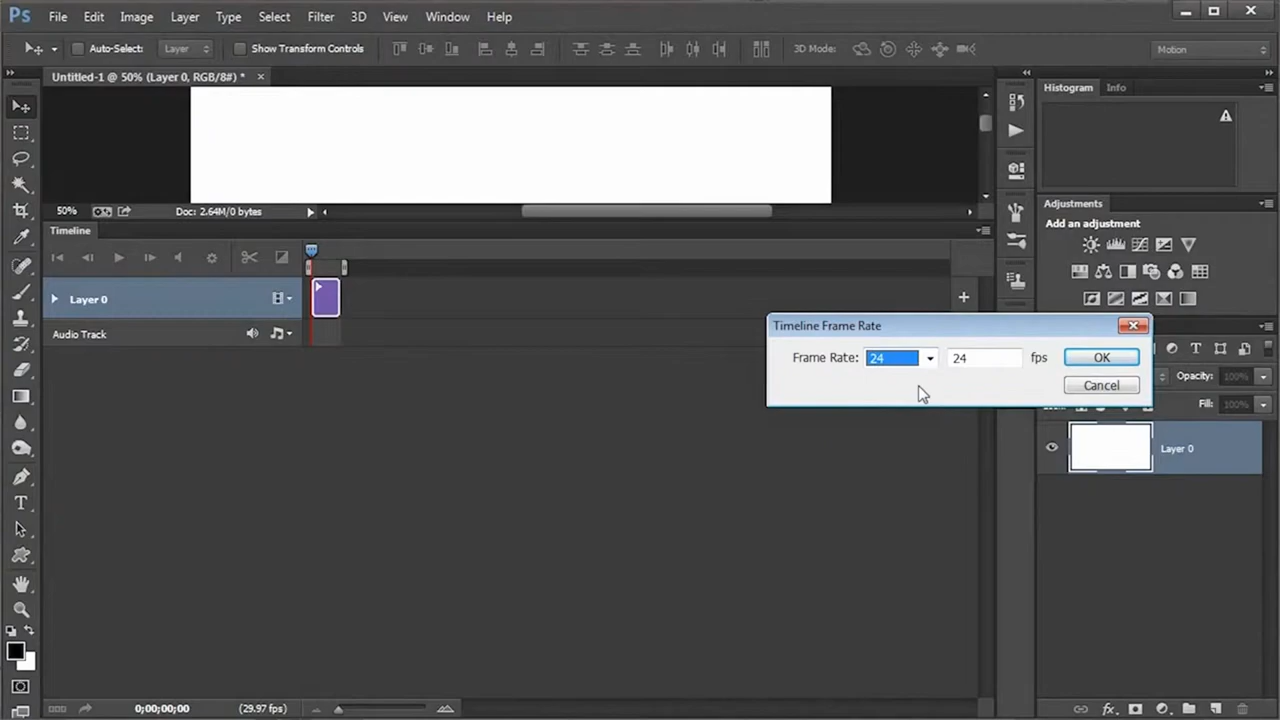 Ps File Edit Image Layer Type Select Filter 3D View Window Help
Auto-Select: Layer Show Transform Controls 3D Mode: Motion
Untitled-1 @ 50% (Layer 0, RGB/8#) *
Histogram Info
Adjustments
50% Doc: 2.64M/0 bytes
Add an adjustment
Timeline
Layer 0
Audio Track
Timeline Frame Rate
Frame Rate: 24 24 fps OK
Cancel
Opacity: 100%
Fill: 100%
Layer 0
0;00;00;00 (29.97 fps)